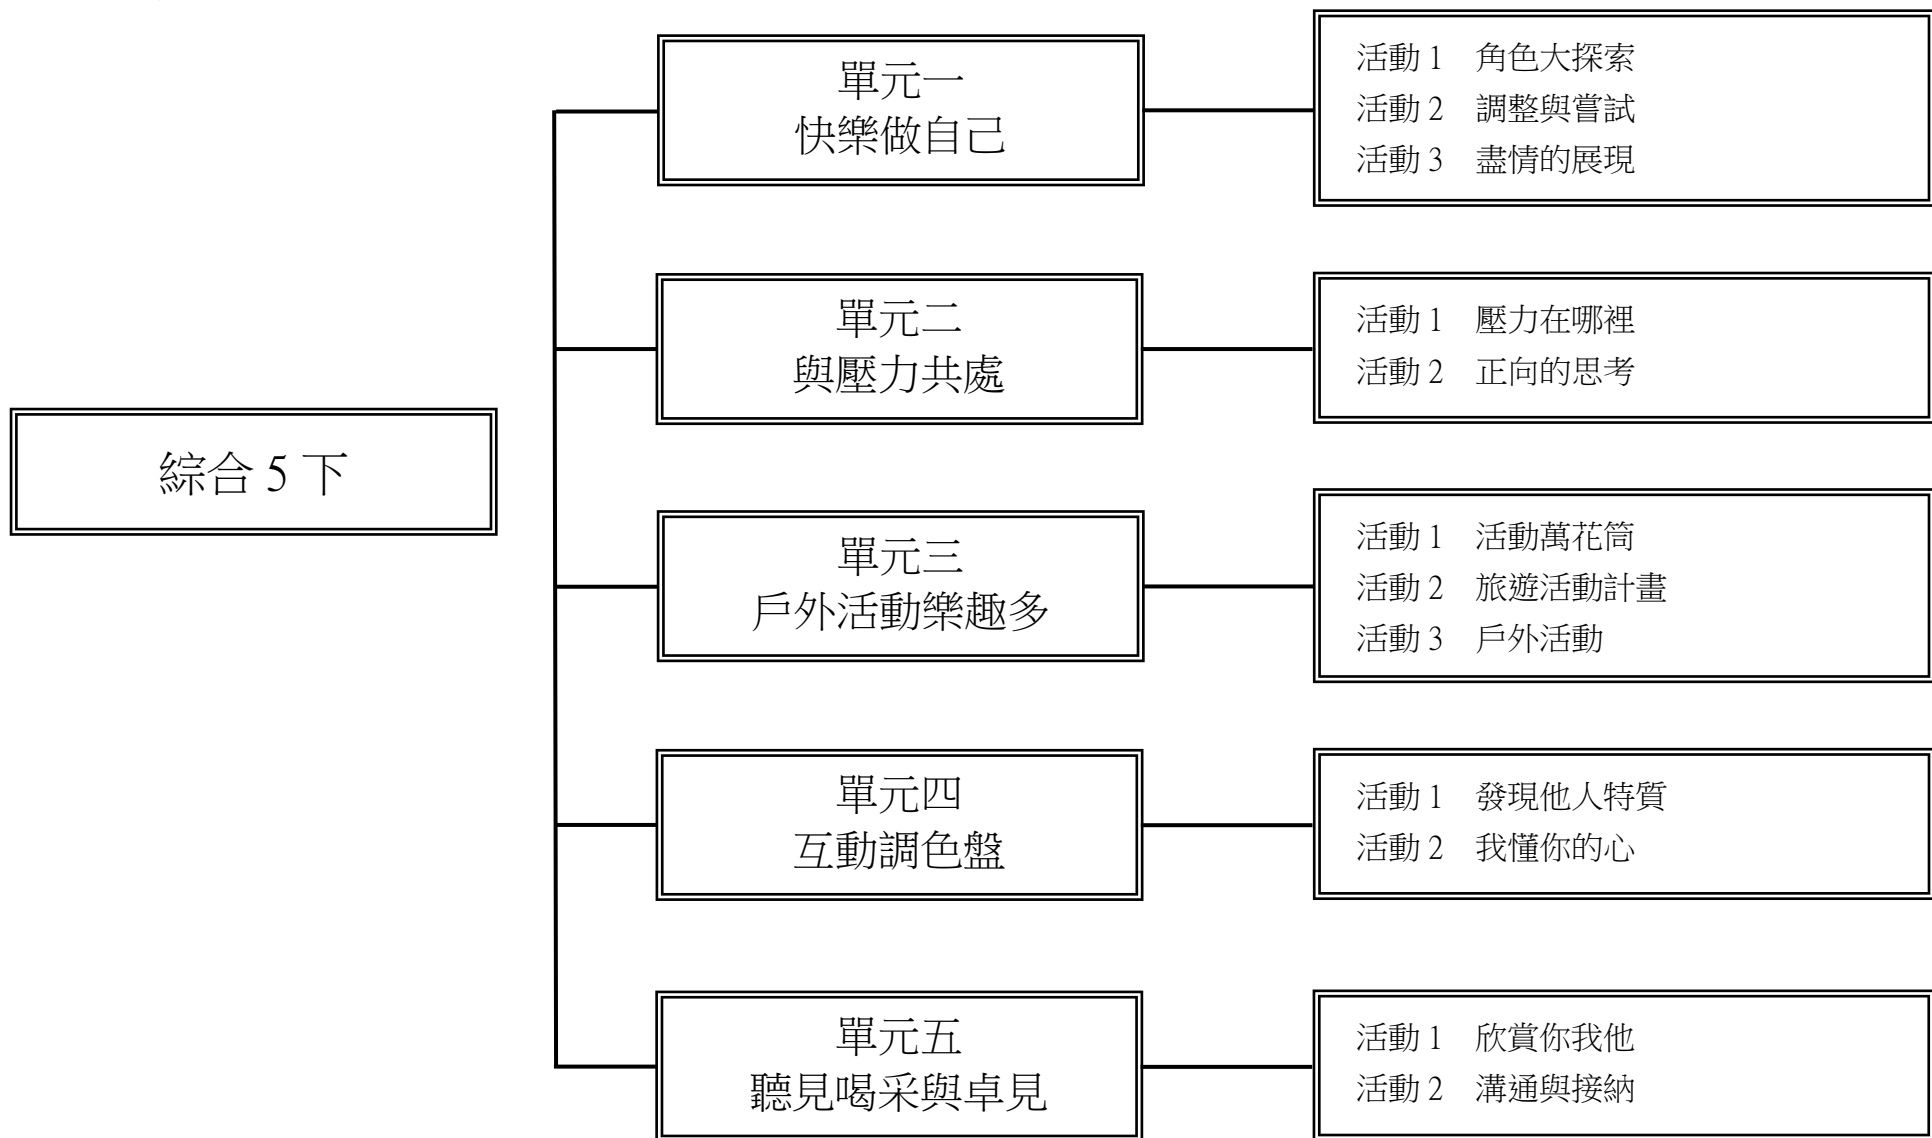 綜合 5 下
單元一
快樂做自己
活動 1 角色大探索
活動 2 調整與嘗試
活動 3 盡情的展現
單元二
與壓力共處
活動 1 壓力在哪裡
活動 2 正向的思考
單元三
戶外活動樂趣多
活動 1 活動萬花筒
活動 2 旅遊活動計畫
活動 3 戶外活動
單元四
互動調色盤
活動 1 發現他人特質
活動 2 我懂你的心
單元五
聽見喝采與卓見
活動 1 欣賞你我他
活動 2 溝通與接納